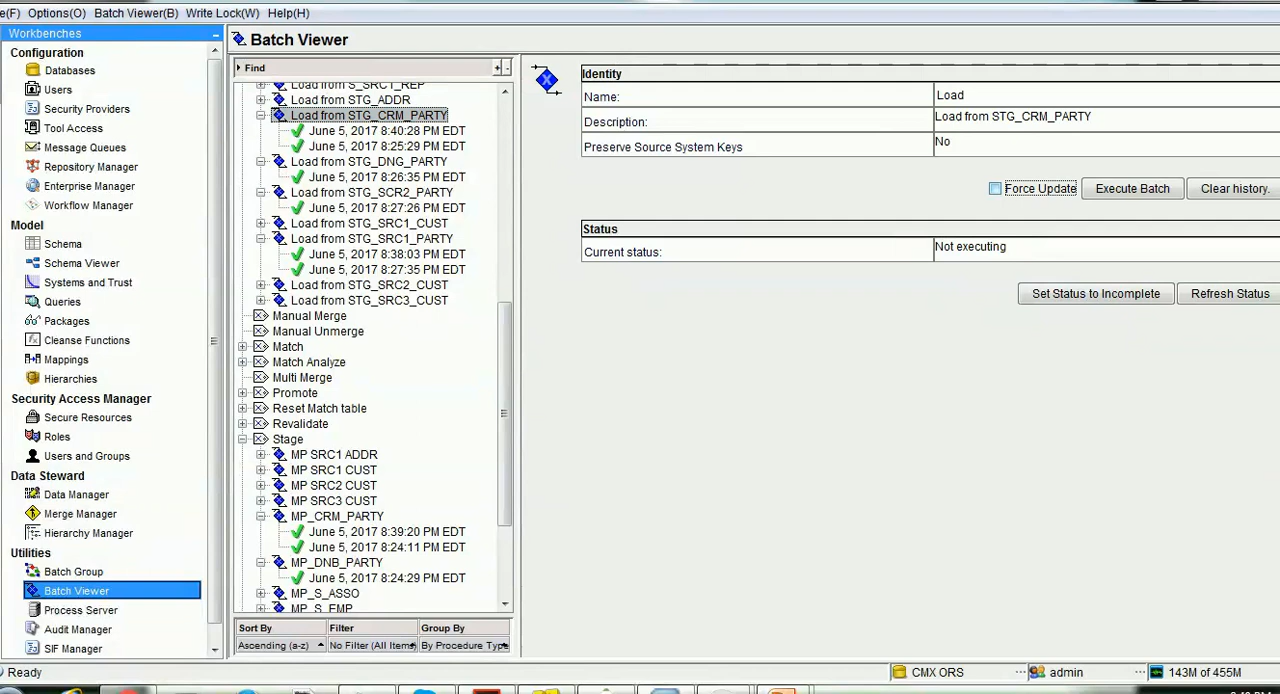 e(F) Options(O) Batch Viewer(B) Write Lock(W) Help(H)
Workbenches
Configuration
Databases
Users
Security Providers
Tool Access
Message Queues
Repository Manager
Enterprise Manager
Workflow Manager
Model
Schema
Schema Viewer
Systems and Trust
Queries
Packages
Cleanse Functions
Mappings
Hierarchies
Security Access Manager
Secure Resources
Roles
Users and Groups
Data Steward
Data Manager
Merge Manager
Hierarchy Manager
Utilities
Batch Group
Batch Viewer
Process Server
Audit Manager
SIF Manager
Batch Viewer
Find
Load from S_SRC1_REP
Load from STG_ADDR
Load from STG_CRM_PARTY
June 5, 2017 8:40:28 PM EDT
June 5, 2017 8:25:29 PM EDT
Load from STG_DNG_PARTY
June 5, 2017 8:26:35 PM EDT
Load from STG_SCR2_PARTY
June 5, 2017 8:27:26 PM EDT
Load from STG_SRC1_CUST
Load from STG_SRC1_PARTY
June 5, 2017 8:38:03 PM EDT
June 5, 2017 8:27:35 PM EDT
Load from STG_SRC2_CUST
Load from STG_SRC3_CUST
Manual Merge
Manual Unmerge
Match
Match Analyze
Multi Merge
Promote
Reset Match table
Revalidate
Stage
MP SRC1 ADDR
MP SRC1 CUST
MP SRC2 CUST
MP SRC3 CUST
MP_CRM_PARTY
June 5, 2017 8:39:20 PM EDT
June 5, 2017 8:24:11 PM EDT
MP_DNB_PARTY
June 5, 2017 8:24:29 PM EDT
MP_S_ASSO
MP_S_EMP
Sort By Filter Group By
Ascending (a-z) No Filter (All Items) By Procedure Type
Identity
Name: Load
Description: Load from STG_CRM_PARTY
Preserve Source System Keys No
Force Update Execute Batch Clear history.
Status
Current status: Not executing
Set Status to Incomplete Refresh Status
Ready CMX ORS admin 143M of 455M